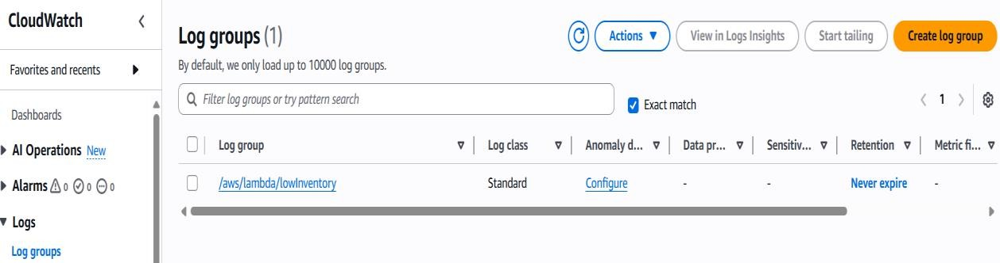 CloudWatch
Favorites and recents
Dashboards
AI Operations New
Alarms 0 0 0
Logs
Log groups
Log groups (1)
Actions
View in Logs Insights
Start tailing
Create log group
By default, we only load up to 10000 log groups.
Filter log groups or try pattern search
Exact match
1
Log group Log class Anomaly d... Data pr... Sensitiv... Retention Metric fi...
/aws/lambda/lowInventory Standard Configure - - Never expire -